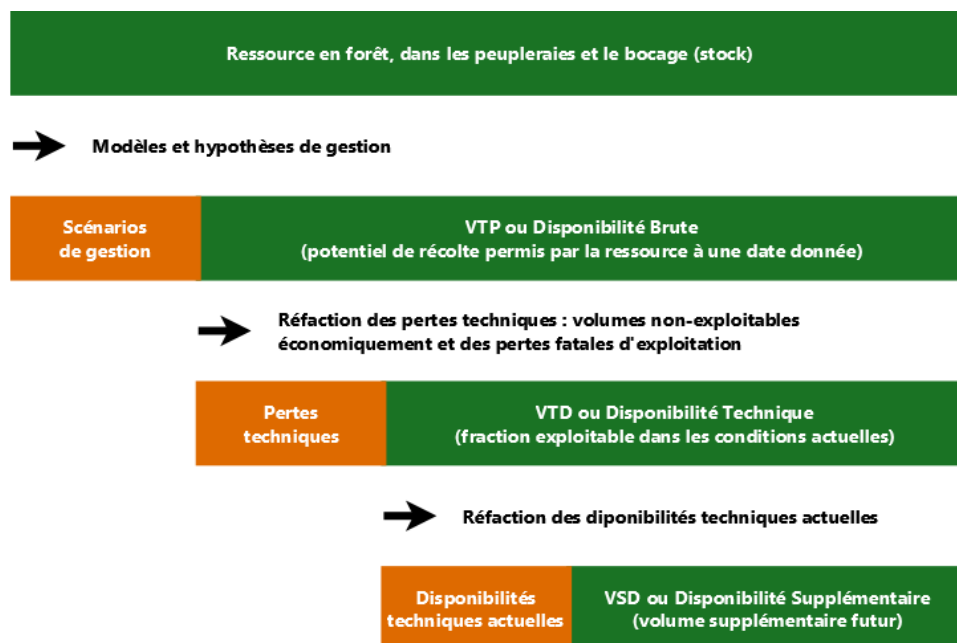 Ressource en forêt, dans les peupleraies et le bocage (stock)
Modèles et hypothèses de gestion
Scénarios
de gestion
VTP ou Disponibilité Brute
(potentiel de récolte permis par la ressource à une date donnée)
Réfaction des pertes techniques : volumes non-exploitables
économiquement et des pertes fatales d'exploitation
Pertes
techniques
VTD ou Disponibilité Technique
(fraction exploitable dans les conditions actuelles)
Réfaction des diponibilités techniques actuelles
Disponibilités
techniques actuelles
VSD ou Disponibilité Supplémentaire
(volume supplémentaire futur)